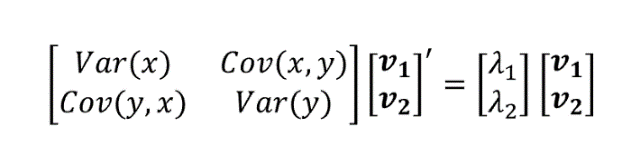 [Var(x) Cov(x, y)] [v₁]′ = [λ₁] [v₁]
[Cov(y, x) Var(y)] [v₂] [λ₂] [v₂]